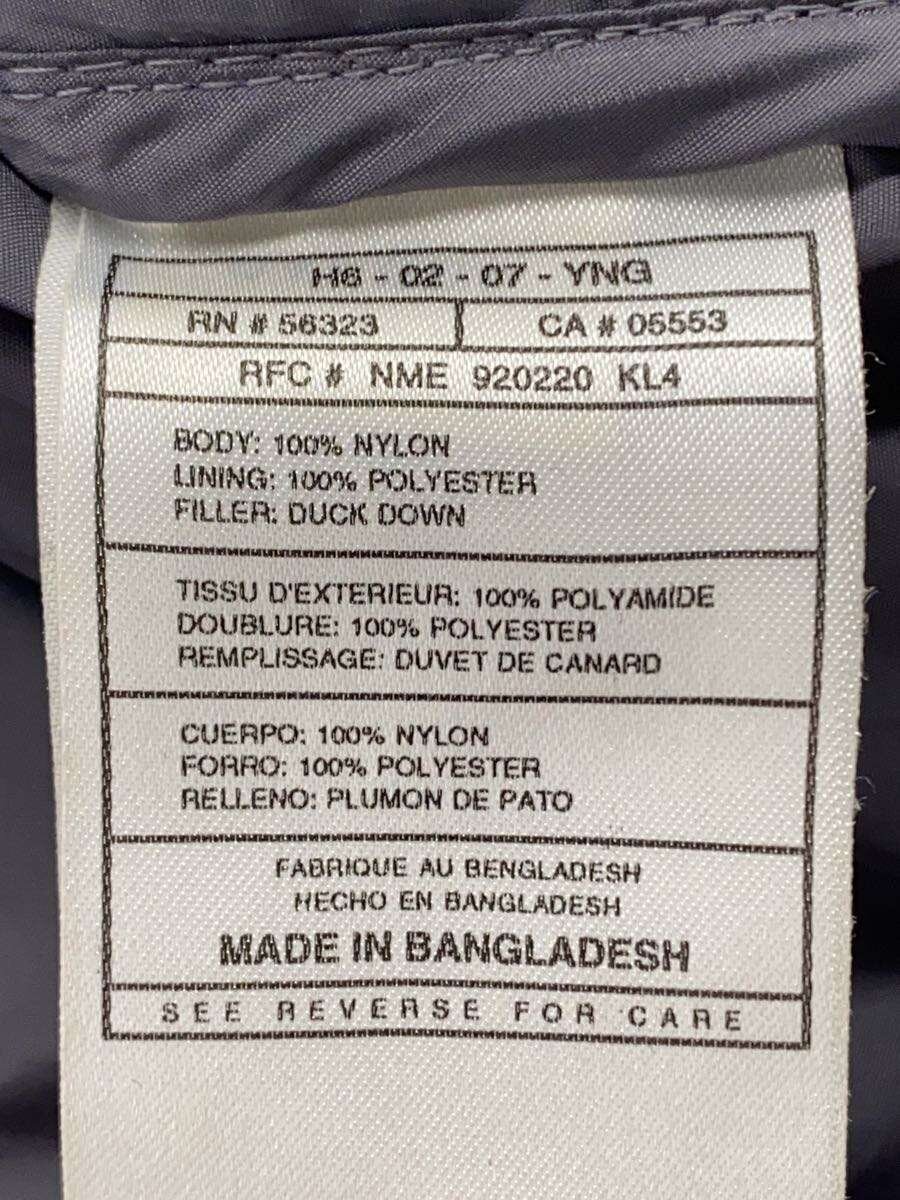 H6 - 02 - 07 - YNG
RN # 56323 CA # 05553
RFC # NME 920220 KL4
BODY: 100% NYLON
LINING: 100% POLYESTER
FILLER: DUCK DOWN
TISSU D'EXTERIEUR: 100% POLYAMIDE
DOUBLURE: 100% POLYESTER
REMPLISSAGE: DUVET DE CANARD
CUERPO: 100% NYLON
FORRO: 100% POLYESTER
RELLENO: PLUMON DE PATO
FABRIQUE AU BENGLADESH
HECHO EN BANGLADESH
MADE IN BANGLADESH
SEE REVERSE FOR CARE